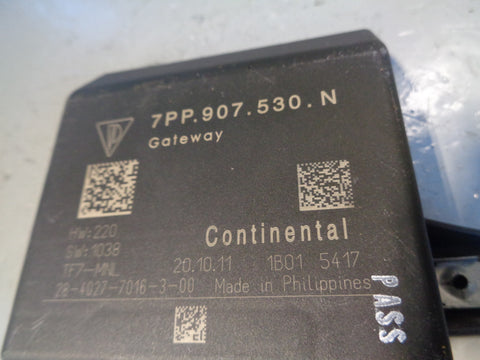 7PP.907.530.N
Gateway
HW:220
SW:1038
Continental
TF7-MNL
20.10.11 1B01 5417
28-4027-7016-3-00 Made in Philippines
PASS